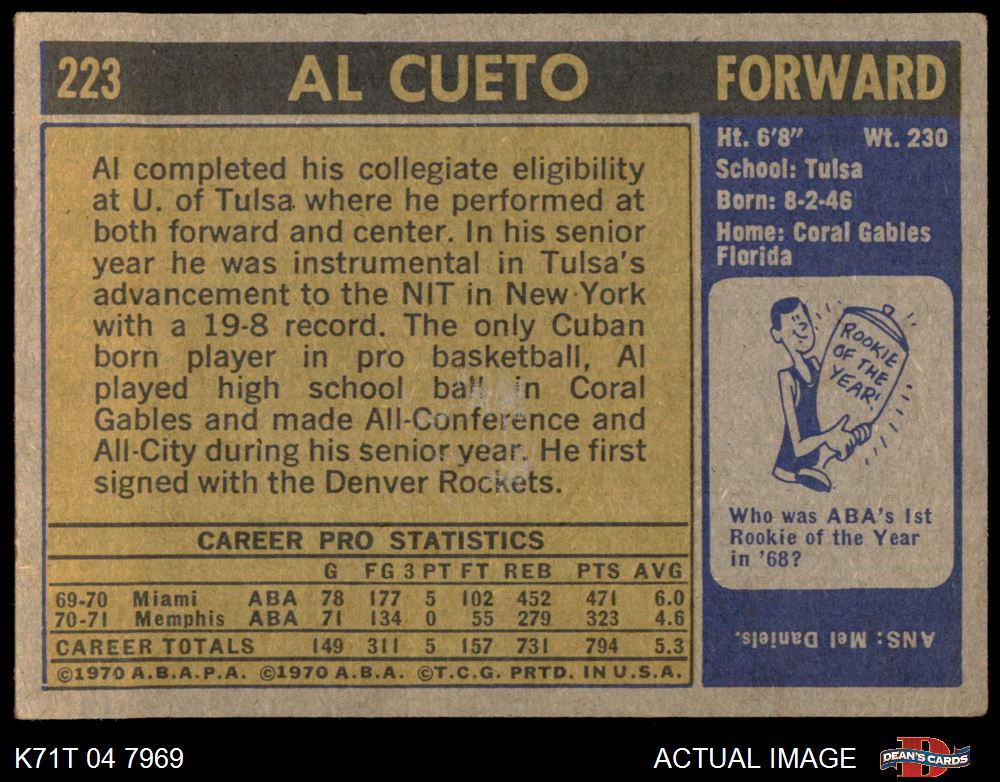 223 AL CUETO FORWARD
Al completed his collegiate eligibility
at U. of Tulsa where he performed at
both forward and center. In his senior
year he was instrumental in Tulsa's
advancement to the NIT in New York
with a 19-8 record. The only Cuban
born player in pro basketball, Al
played high school ball in Coral
Gables and made All-Conference and
All-City during his senior year. He first
signed with the Denver Rockets.
CAREER PRO STATISTICS
G FG 3 PT FT REB PTS AVG
69-70 Miami ABA 78 177 5 102 452 471 6.0
70-71 Memphis ABA 71 134 0 55 279 323 4.6
CAREER TOTALS 149 311 5 157 731 794 5.3
©1970 A.B.A.P.A. ©1970 A.B.A. ©T.C.G. PRTD. IN U.S.A.
Ht. 6'8" Wt. 230
School: Tulsa
Born: 8-2-46
Home: Coral Gables
Florida
ROOKIE
OF THE
YEAR!
Who was ABA's 1st
Rookie of the Year
in '68?
ANS: Mel Daniels.
K71T 04 7969 ACTUAL IMAGE DEAN'S CARDS